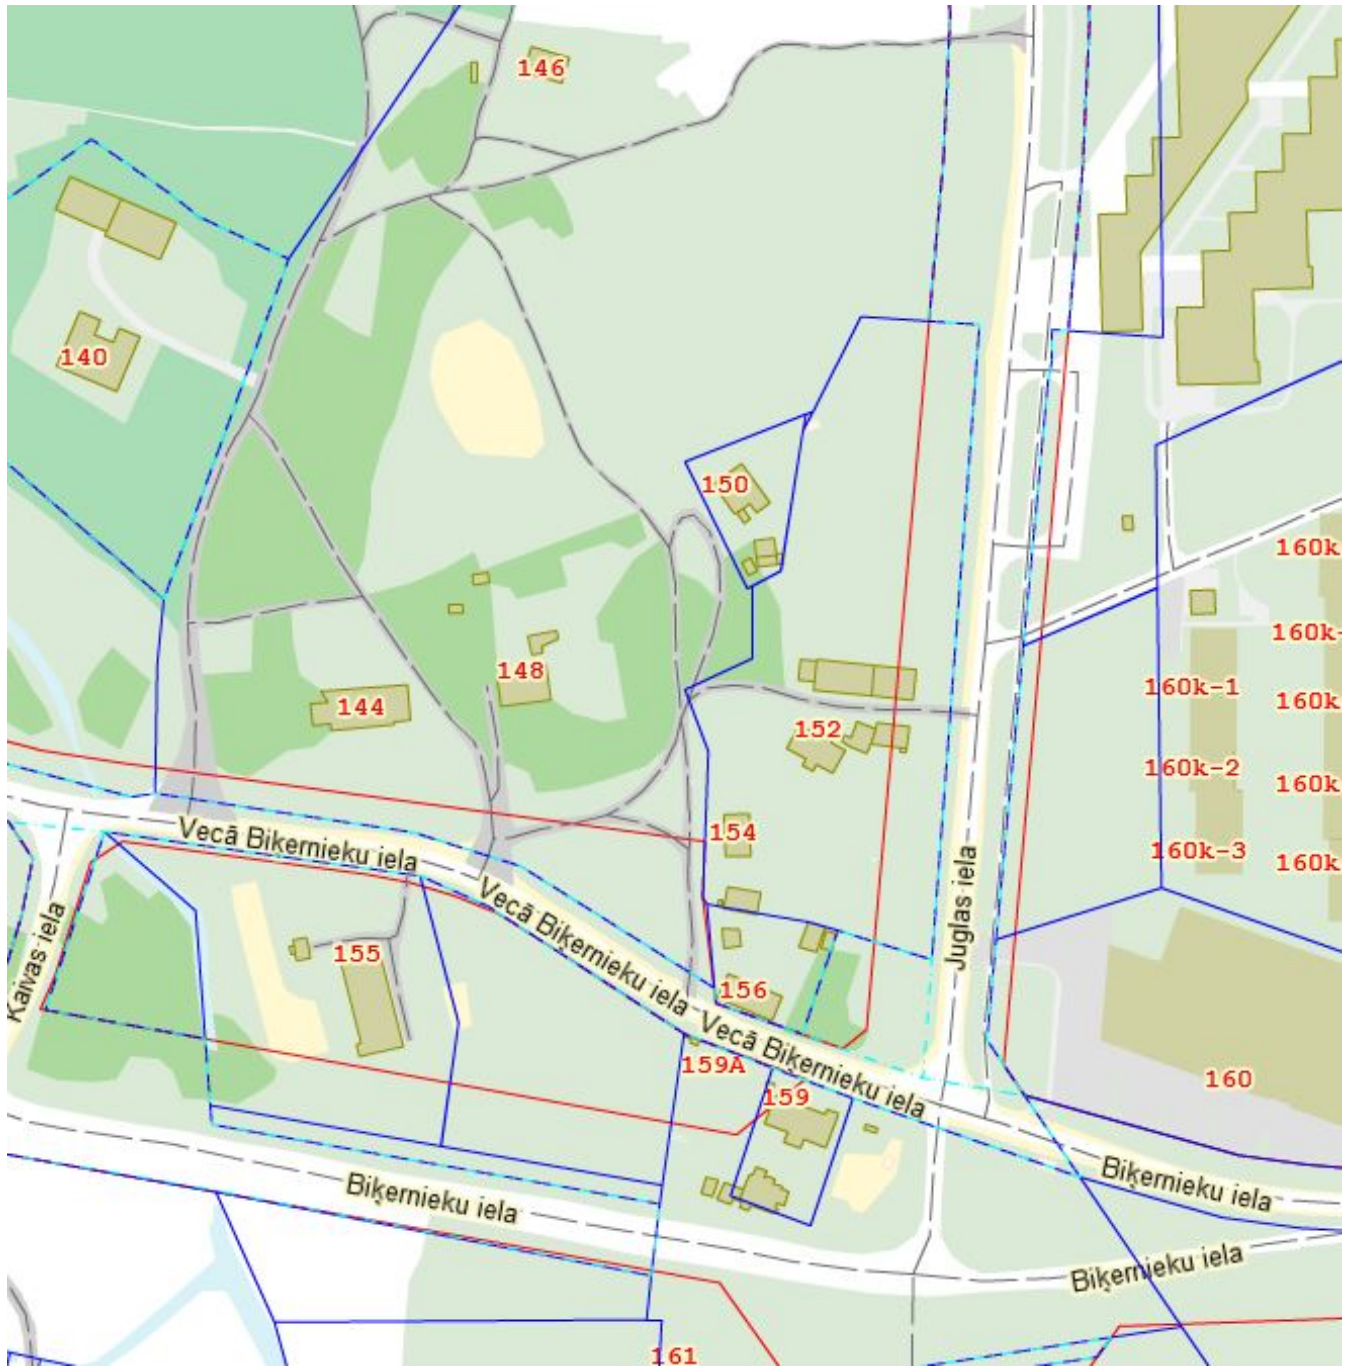 146
140
150
160k
160k-
148
160k-1
160k
144
152
160k-2
160k
154
Vecā Biķernieku iela
160k-3
160k
Vecā Biķernieku iela
Juglas iela
155
Kaivas iela
156
Vecā Biķernieku iela
159A
160
159
Biķernieku iela
Biķernieku iela
Biķernieku iela
161